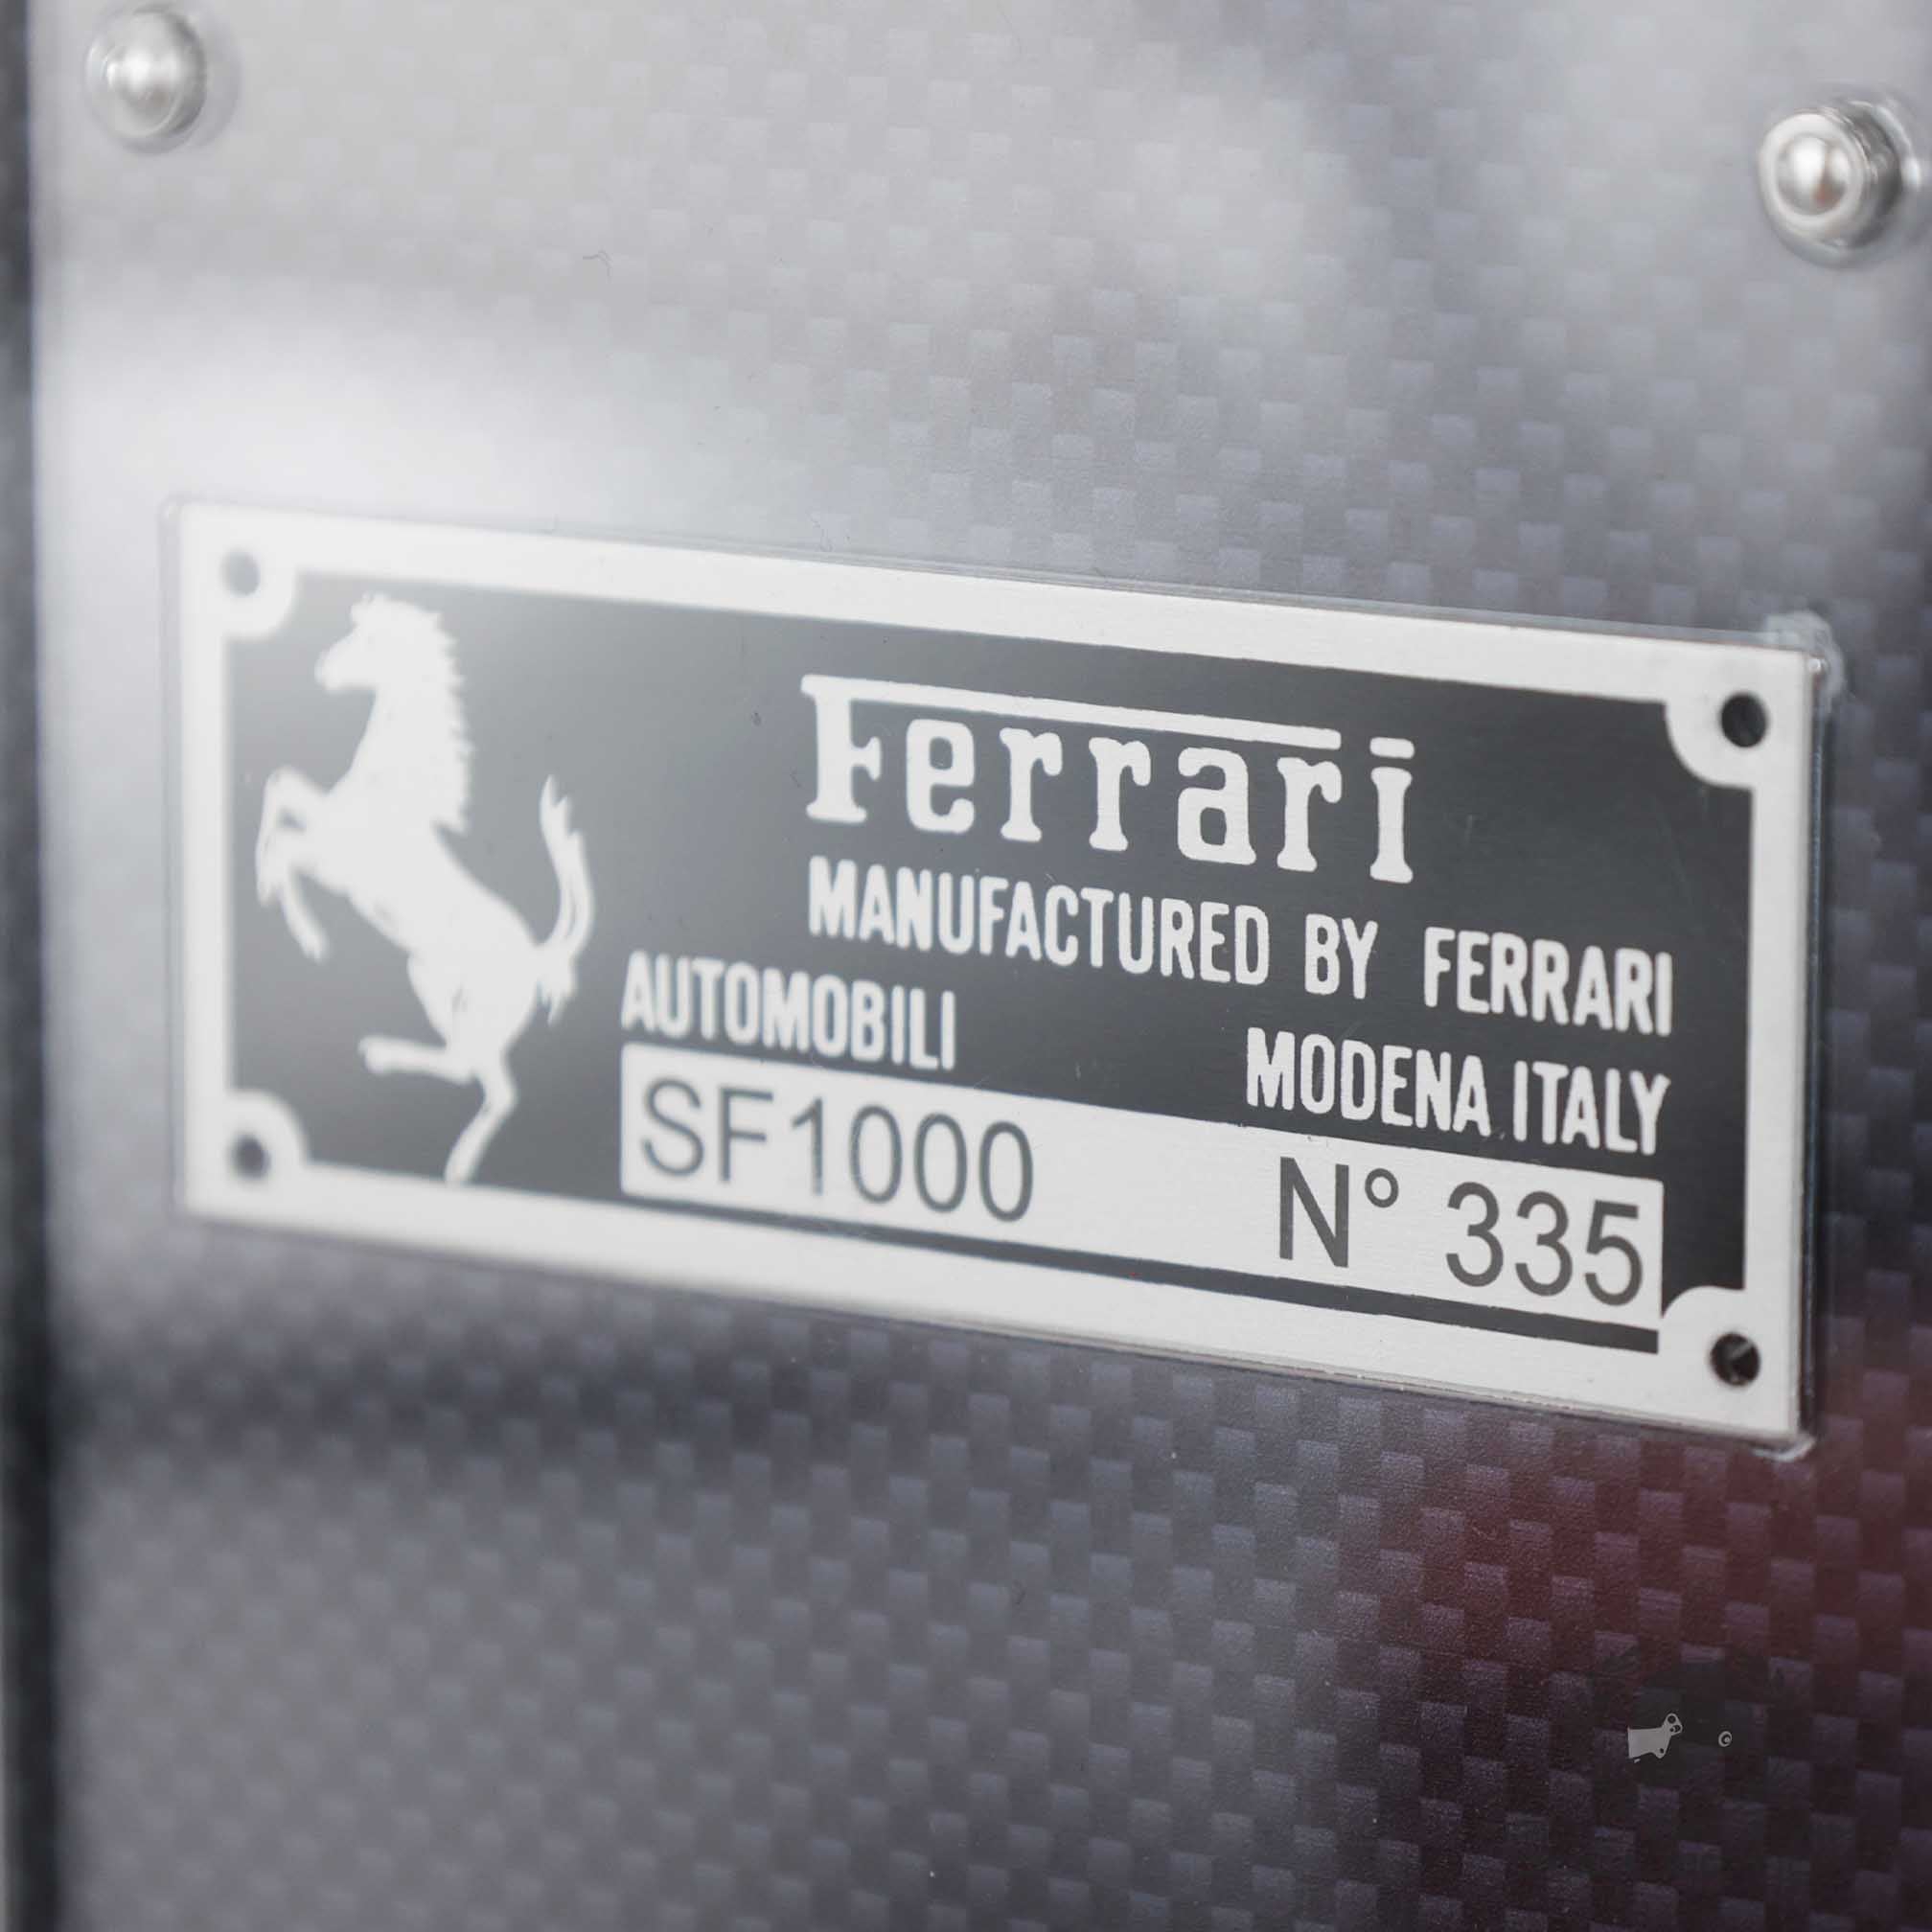 Ferrari
MANUFACTURED BY FERRARI
AUTOMOBILI
MODENA ITALY
SF1000 N° 335